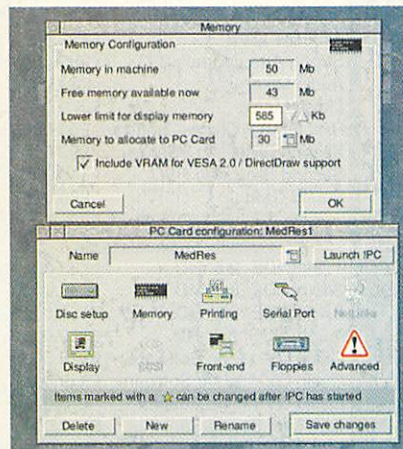 Memory
Memory Configuration
Memory in machine 50 Mb
Free memory available now 43 Mb
Lower limit for display memory 585 Kb
Memory to allocate to PC Card 30 Mb
Include VRAM for VESA 2.0 / DirectDraw support
Cancel OK
PC Card configuration: MedRes1
Name MedRes Launch !PC
Disc setup Memory Printing Serial Port NetLinks
Display SCSI Front-end Floppies Advanced
Items marked with a can be changed after !PC has started
Delete New Rename Save changes